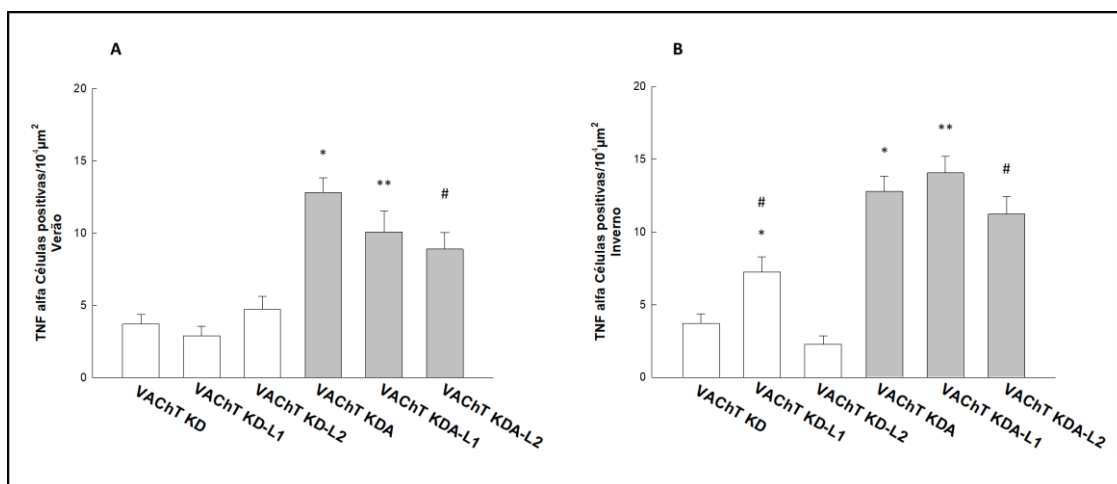 A
TNF alfa Células positivas/10⁴µm²
Verão
20
15
10
5
0
*
**
#
VAChT KD
VAChT KD-L1
VAChT KD-L2
VAChT KDA
VAChT KDA-L1
VAChT KDA-L2
B
TNF alfa Células positivas/10⁴µm²
Inverno
20
15
10
5
0
#
*
*
**
#
VAChT KD
VAChT KD-L1
VAChT KD-L2
VAChT KDA
VAChT KDA-L1
VAChT KDA-L2